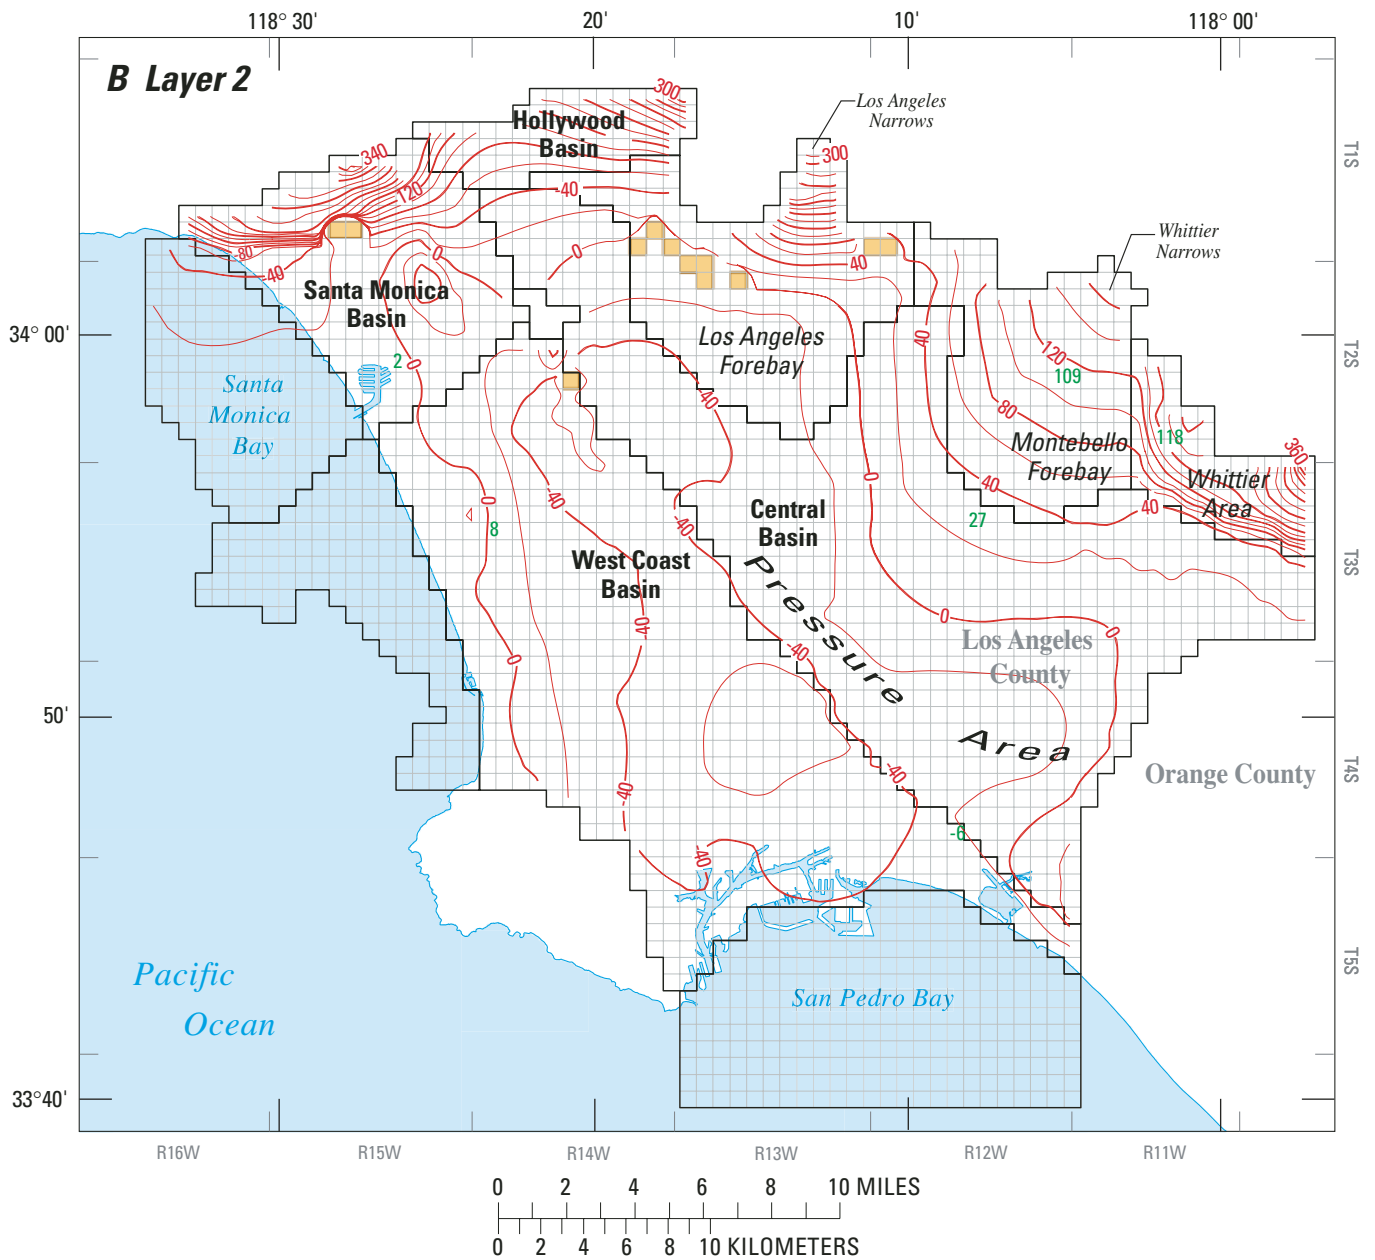 118° 30'
20'
10'
118° 00'
B Layer 2
300
Los Angeles
Narrows
Hollywood
Basin
340
300
T1S
120
-40
Whittier
Narrows
-80
0
0
40
-40
Santa Monica
Basin
34° 00'
40
Los Angeles
Forebay
120
T2S
2
0
109
Santa
Monica
Bay
-40
80
118
Montebello
Forebay
360
Whittier
Area
0
-40
0
40
40
Central
Basin
8
-40
27
West Coast
Basin
T3S
Pressure
0
-40
0
Los Angeles
County
-40
0
50'
Area
-40
Orange County
T4S
-40
-6
-40
T5S
Pacific
Ocean
San Pedro Bay
33°40'
R16W
R15W
R14W
R13W
R12W
R11W
0 2 4 6 8 10 MILES
0 2 4 6 8 10 KILOMETERS